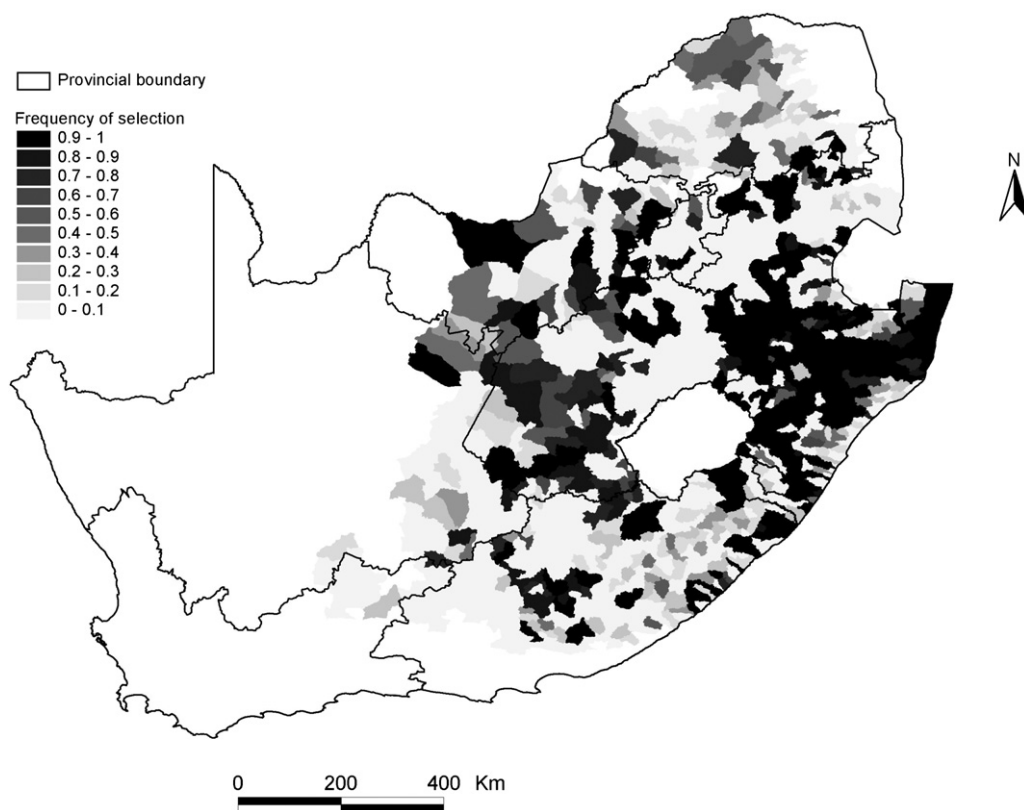 Provincial boundary
Frequency of selection
0.9 - 1
0.8 - 0.9
0.7 - 0.8
0.6 - 0.7
0.5 - 0.6
0.4 - 0.5
0.3 - 0.4
0.2 - 0.3
0.1 - 0.2
0 - 0.1
N
0 200 400 Km